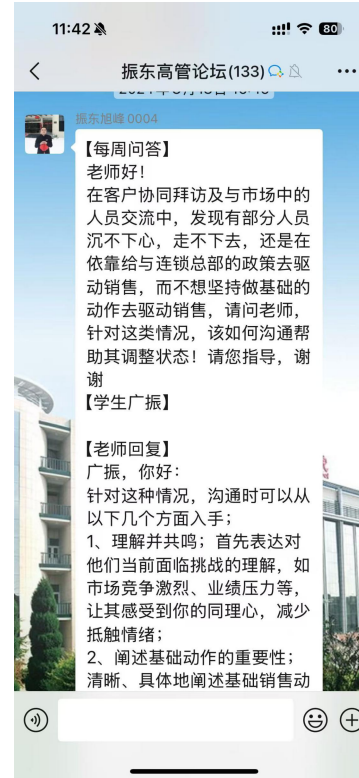 11:42
80
振东高管论坛(133)
振东旭峰 0004
【每周问答】
老师好！
在客户协同拜访及与市场中的
人员交流中，发现有部分人员
沉不下心，走不下去，还是在
依靠给与连锁总部的政策去驱
动销售，而不想坚持做基础的
动作去驱动销售，请问老师，
针对这类情况，该如何沟通帮
助其调整状态！请您指导，谢
谢
【学生广振】
【老师回复】
广振，你好：
针对这种情况，沟通时可以从
以下几个方面入手；
1、理解并共鸣；首先表达对
他们当前面临挑战的理解，如
市场竞争激烈、业绩压力等，
让其感受到你的同理心，减少
抵触情绪；
2、阐述基础动作的重要性；
清晰、具体地阐述基础销售动